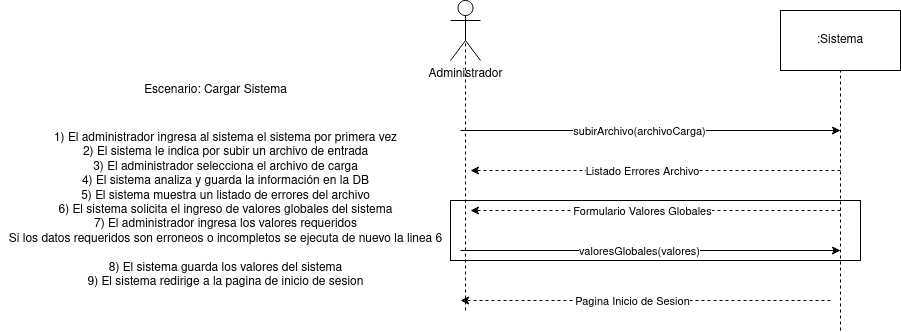 :Sistema
Administrador
Escenario: Cargar Sistema
1) El administrador ingresa al sistema el sistema por primera vez
2) El sistema le indica por subir un archivo de entrada
3) El administrador selecciona el archivo de carga
4) El sistema analiza y guarda la información en la DB
5) El sistema muestra un listado de errores del archivo
6) El sistema solicita el ingreso de valores globales del sistema
7) El administrador ingresa los valores requeridos
Si los datos requeridos son erroneos o incompletos se ejecuta de nuevo la linea 6
8) El sistema guarda los valores del sistema
9) El sistema redirige a la pagina de inicio de sesion
subirArchivo(archivoCarga)
Listado Errores Archivo
Formulario Valores Globales
valoresGlobales(valores)
Pagina Inicio de Sesion